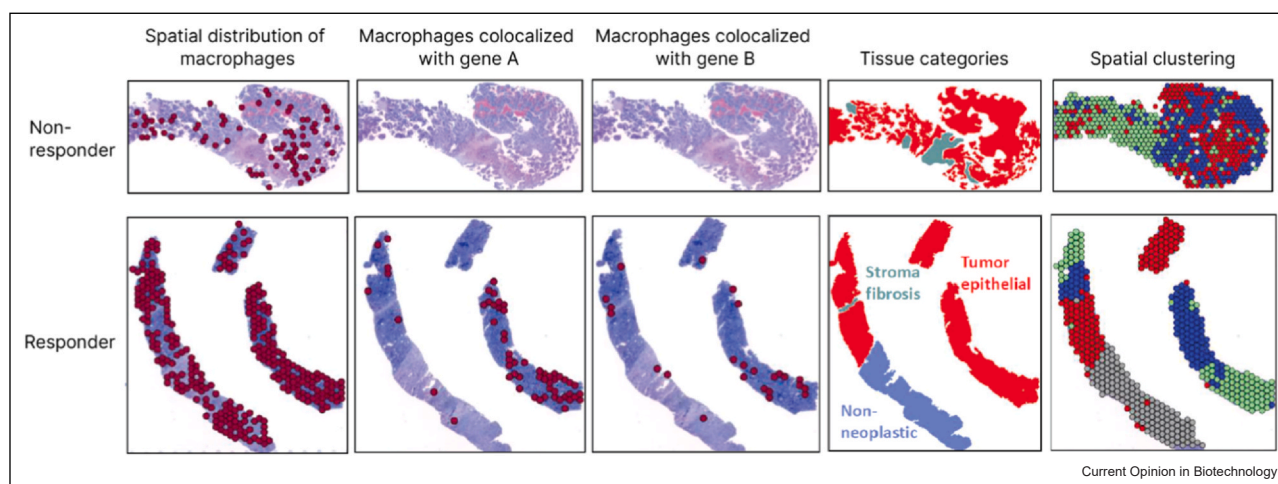 Spatial distribution of
macrophages
Macrophages colocalized
with gene A
Macrophages colocalized
with gene B
Tissue categories
Spatial clustering
Non-
responder
Responder
Stroma
fibrosis
Tumor
epithelial
Non-
neoplastic
Current Opinion in Biotechnology